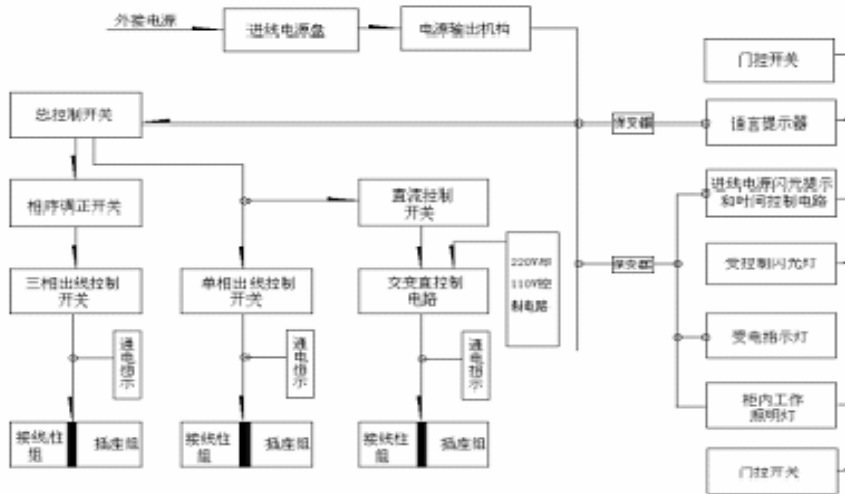 外接电源
进线电源盘
电源输出机构
门控开关
总控制开关
语言提示器
相序调正开关
直流控制
开关
进线电源闪光提示
和时间控制电路
三相出线控制
开关
单相出线控制
开关
交变直控制
电路
220V和
110V控
制电路
受控制闪光灯
通电指示
通电指示
通电指示
受电指示灯
柜内工作
照明灯
接线柱
组
插座组
接线柱
组
插座组
接线柱
组
插座组
门控开关